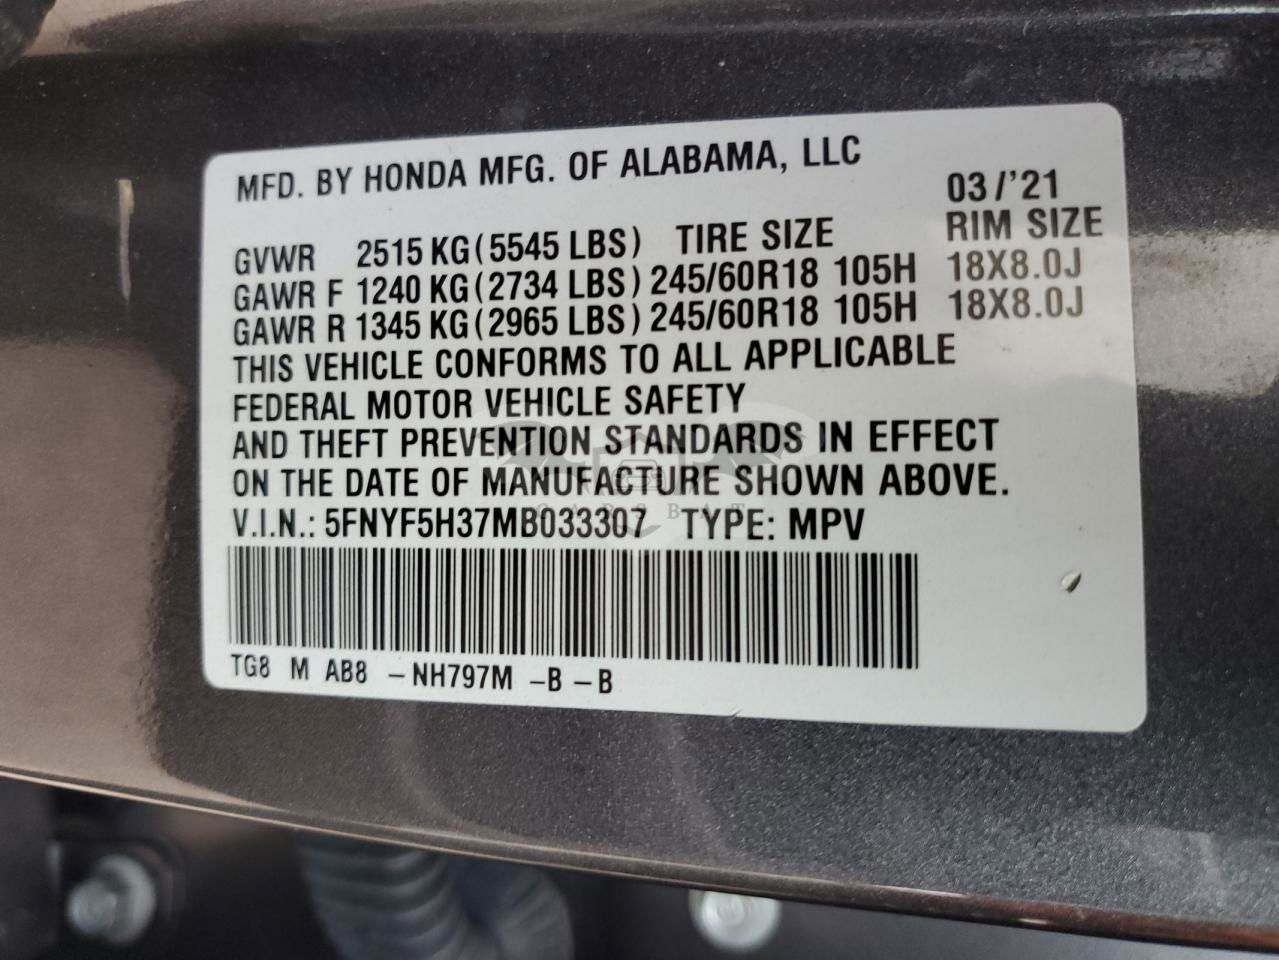 MFD. BY HONDA MFG. OF ALABAMA, LLC
03/'21
GVWR 2515 KG(5545 LBS) TIRE SIZE RIM SIZE
GAWR F 1240 KG(2734 LBS) 245/60R18 105H 18X8.0J
GAWR R 1345 KG(2965 LBS) 245/60R18 105H 18X8.0J
THIS VEHICLE CONFORMS TO ALL APPLICABLE
FEDERAL MOTOR VEHICLE SAFETY
AND THEFT PREVENTION STANDARDS IN EFFECT
ON THE DATE OF MANUFACTURE SHOWN ABOVE.
CARSBAT
V.I.N.: 5FNYF5H37MB033307 TYPE: MPV
TG8 M AB8 -NH797M -B -B